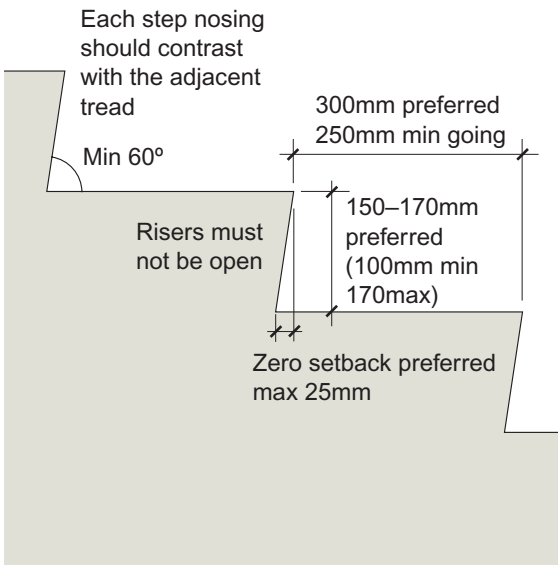 Each step nosing
should contrast
with the adjacent
tread
300mm preferred
250mm min going
Min 60º
150–170mm
preferred
(100mm min
170max)
Risers must
not be open
Zero setback preferred
max 25mm